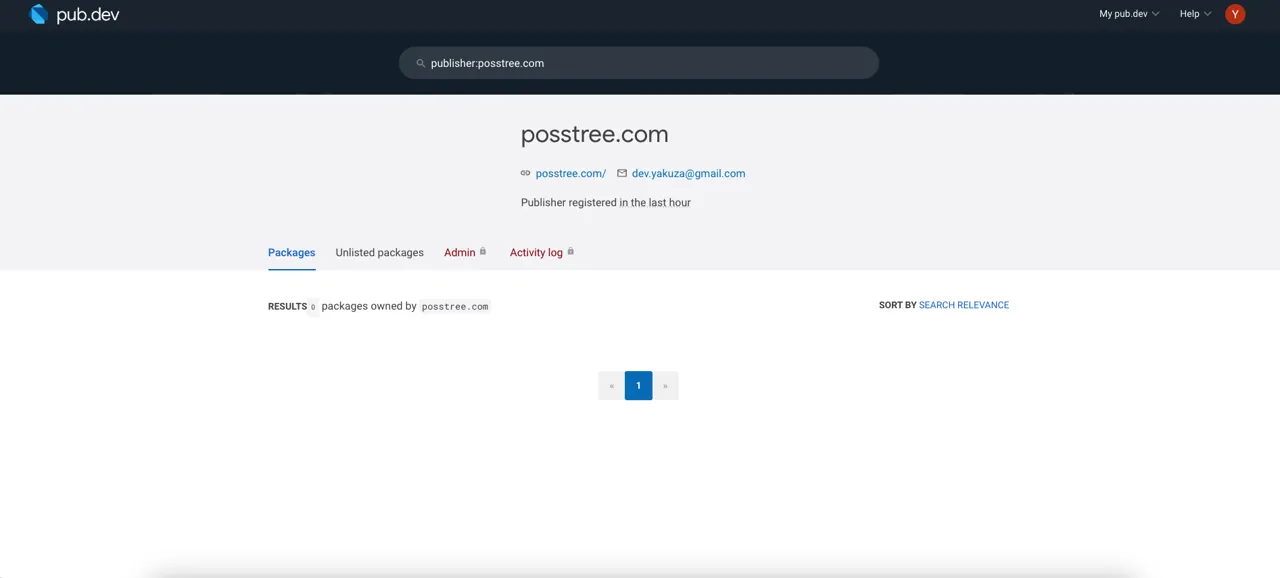 pub.dev
My pub.dev Help Y
publisher:posstree.com
posstree.com
posstree.com/ dev.yakuza@gmail.com
Publisher registered in the last hour
Packages Unlisted packages Admin Activity log
RESULTS 0 packages owned by posstree.com SORT BY SEARCH RELEVANCE
« 1 »